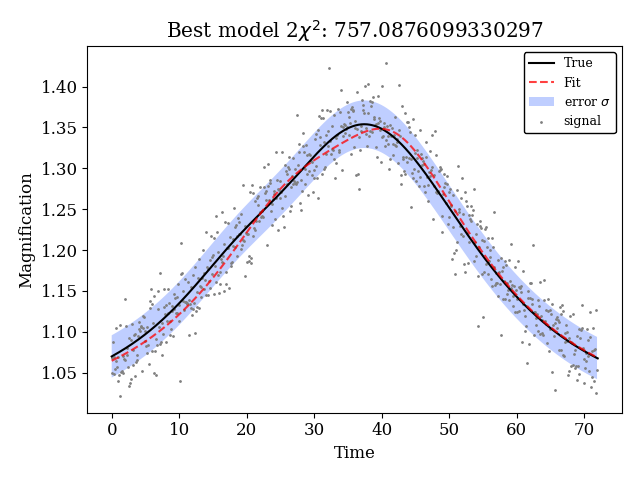 Best model 2χ²: 757.0876099330297
True
Fit
error σ
signal
Magnification
1.40
1.35
1.30
1.25
1.20
1.15
1.10
1.05
0 10 20 30 40 50 60 70
Time